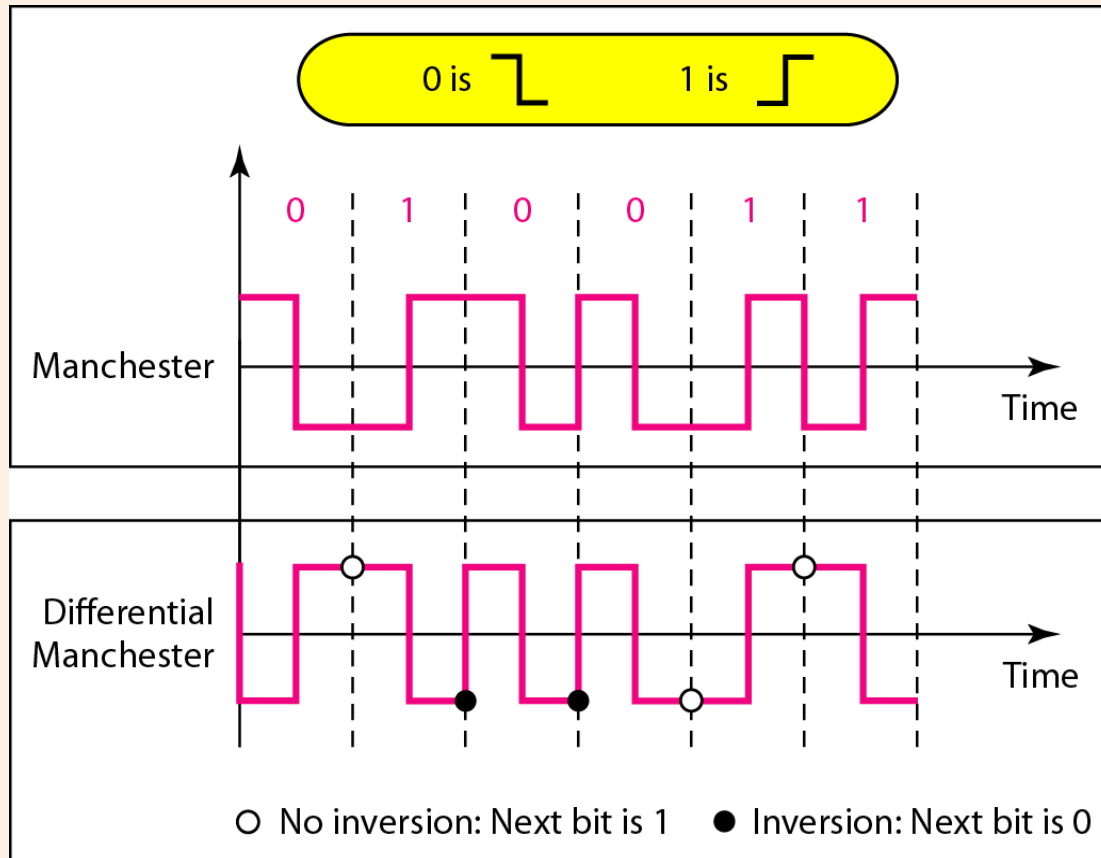 0 is 1 is
0 1 0 0 1 1
Manchester
Time
Differential
Manchester
Time
No inversion: Next bit is 1 Inversion: Next bit is 0